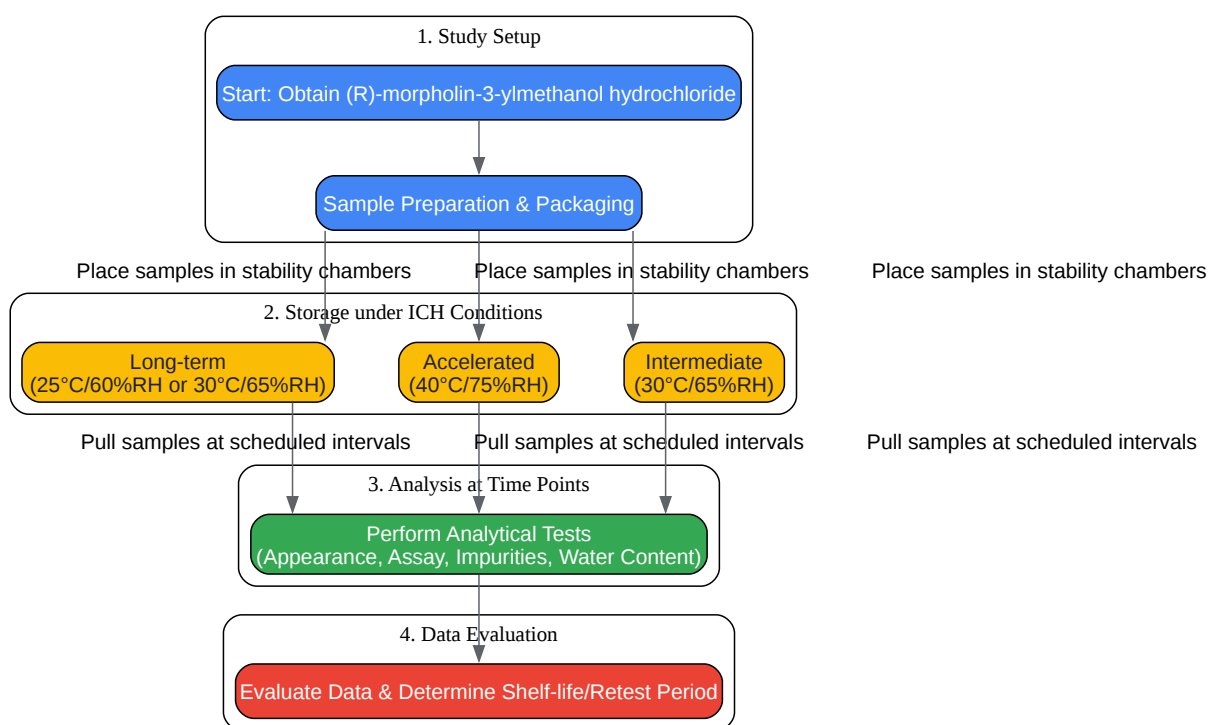 1. Study Setup
Start: Obtain (R)-morpholin-3-ylmethanol hydrochloride
Sample Preparation & Packaging
Place samples in stability chambers
Place samples in stability chambers
Place samples in stability chambers
2. Storage under ICH Conditions
Long-term
(25°C/60%RH or 30°C/65%RH)
Accelerated
(40°C/75%RH)
Intermediate
(30°C/65%RH)
Pull samples at scheduled intervals
Pull samples at scheduled intervals
Pull samples at scheduled intervals
3. Analysis at Time Points
Perform Analytical Tests
(Appearance, Assay, Impurities, Water Content)
4. Data Evaluation
Evaluate Data & Determine Shelf-life/Retest Period